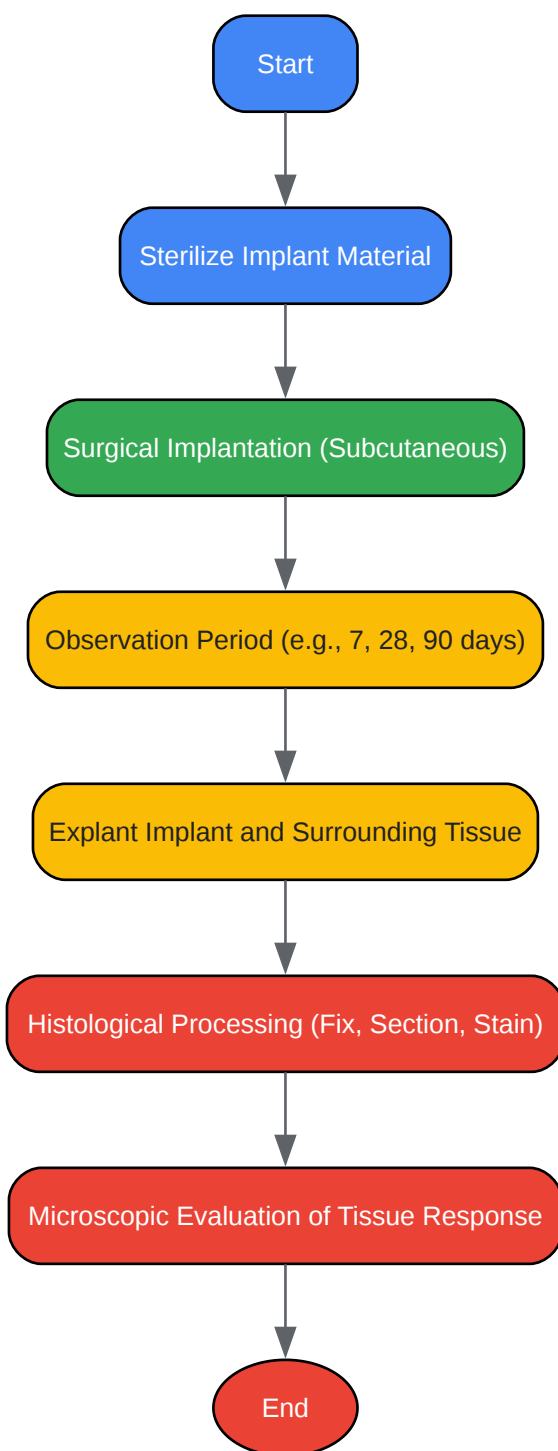 Start
Sterilize Implant Material
Surgical Implantation (Subcutaneous)
Observation Period (e.g., 7, 28, 90 days)
Explant Implant and Surrounding Tissue
Histological Processing (Fix, Section, Stain)
Microscopic Evaluation of Tissue Response
End